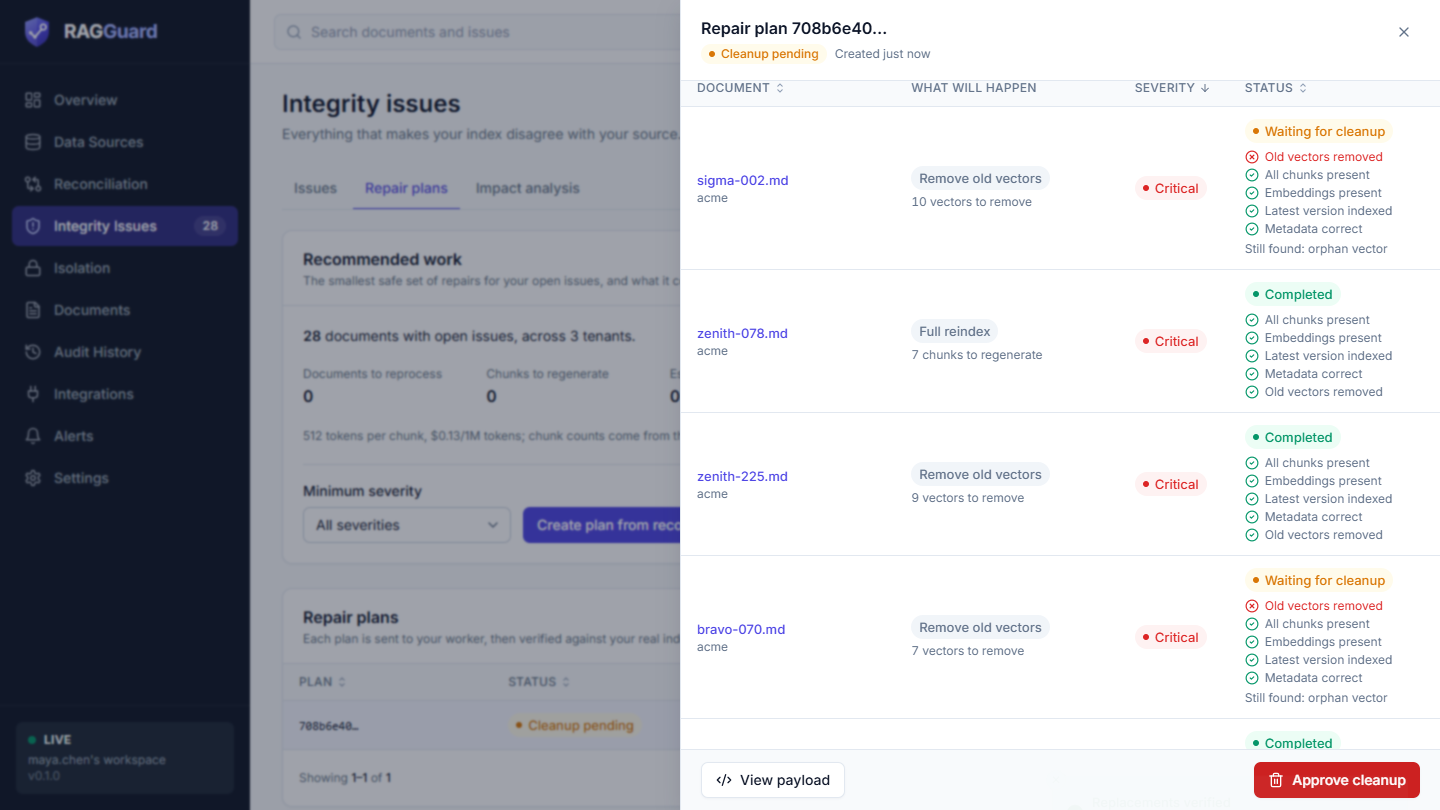 RAGGuard
Overview
Data Sources
Reconciliation
Integrity Issues 28
Isolation
Documents
Audit History
Integrations
Alerts
Settings
LIVE
maya.chen's workspace
v0.1.0
Search documents and issues
Integrity issues
Everything that makes your index disagree with your source.
Issues Repair plans Impact analysis
Recommended work
The smallest safe set of repairs for your open issues, and what it
28 documents with open issues, across 3 tenants.
Documents to reprocess Chunks to regenerate
0 0 0
512 tokens per chunk, $0.13/1M tokens; chunk counts come from
Minimum severity
All severities Create plan from
Repair plans
Each plan is sent to your worker, then verified against your real
PLAN STATUS
708b6e40… Cleanup pending
Showing 1–1 of 1
Repair plan 708b6e40…
Cleanup pending Created just now
DOCUMENT WHAT WILL HAPPEN SEVERITY STATUS
sigma-002.md
acme
Remove old vectors
10 vectors to remove
Critical
Waiting for cleanup
Old vectors removed
All chunks present
Embeddings present
Latest version indexed
Metadata correct
Still found: orphan vector
zenith-078.md
acme
Full reindex
7 chunks to regenerate
Critical
Completed
All chunks present
Embeddings present
Latest version indexed
Metadata correct
Old vectors removed
zenith-225.md
acme
Remove old vectors
9 vectors to remove
Critical
Completed
All chunks present
Embeddings present
Latest version indexed
Metadata correct
Old vectors removed
bravo-070.md
acme
Remove old vectors
7 vectors to remove
Critical
Waiting for cleanup
Old vectors removed
All chunks present
Embeddings present
Latest version indexed
Metadata correct
Still found: orphan vector
Completed
View payload Approve cleanup